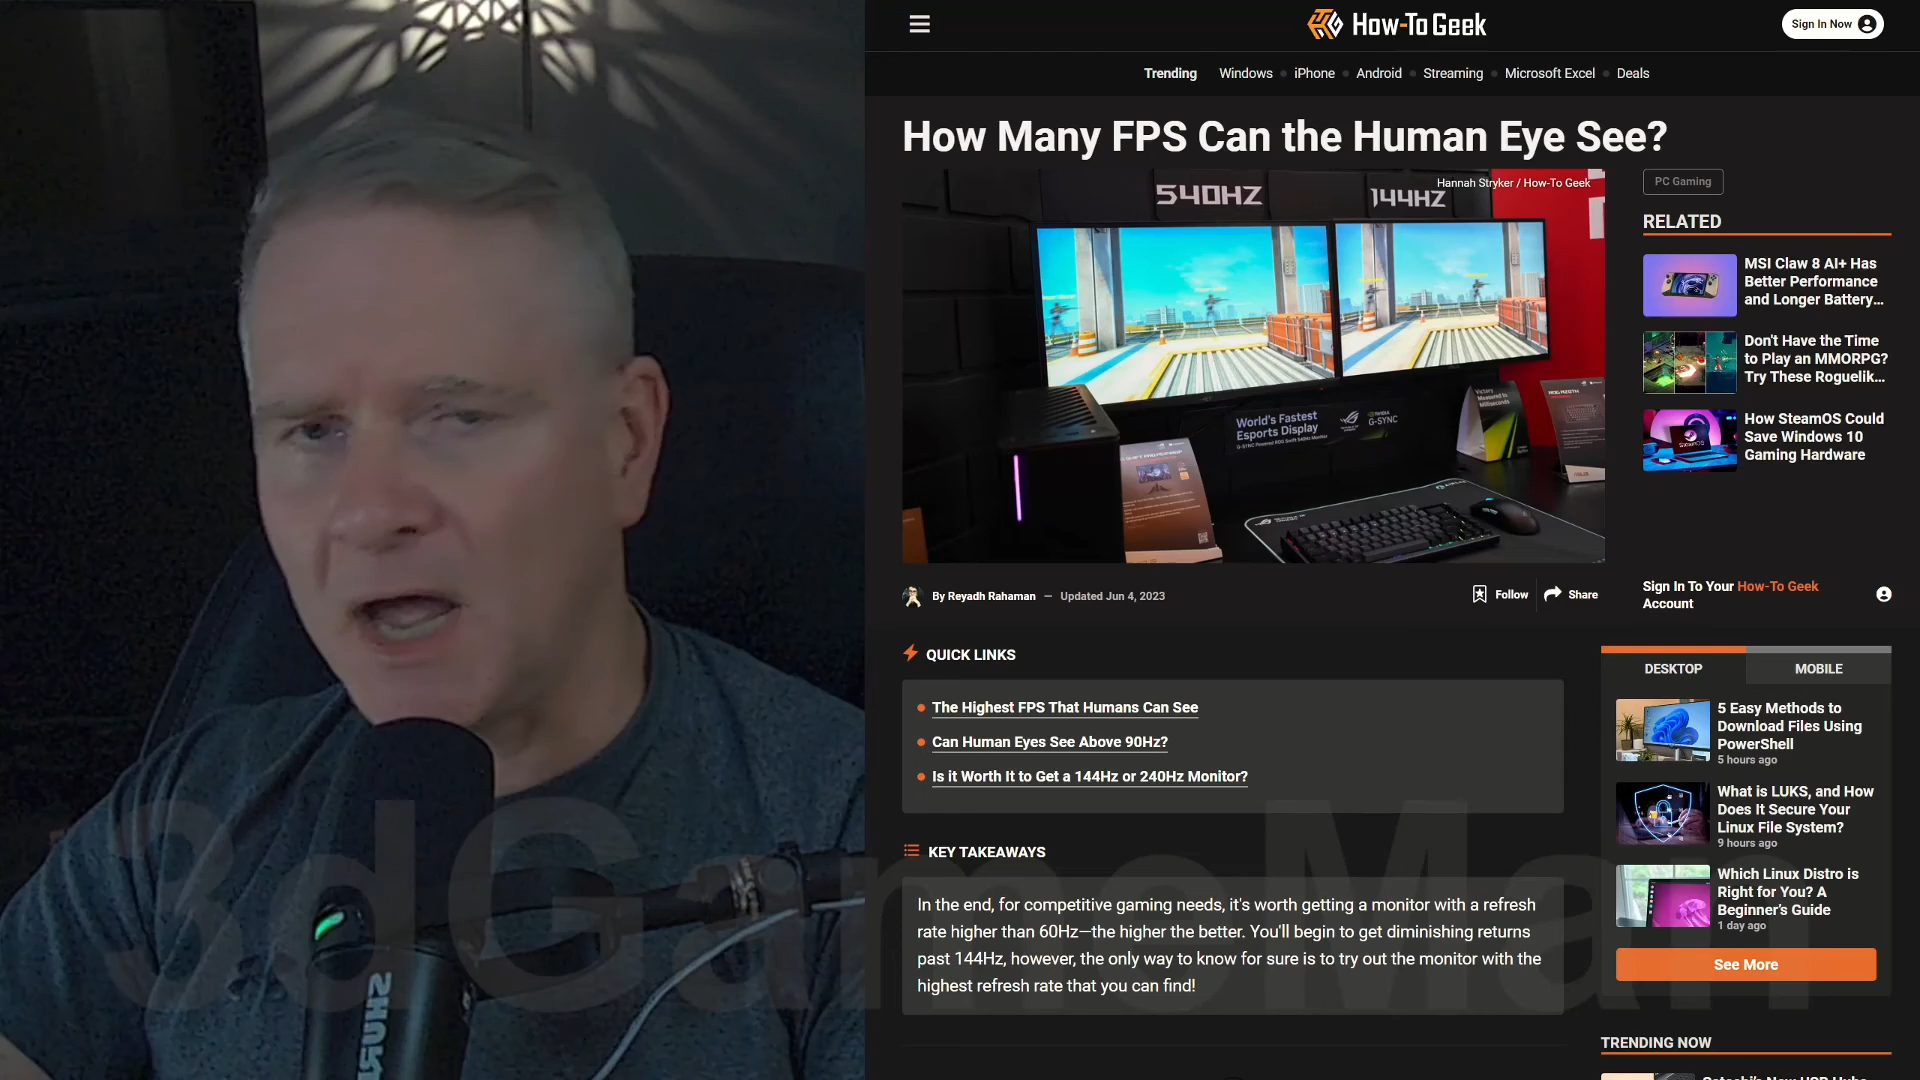 How-To Geek
Sign In Now
Trending Windows iPhone Android Streaming Microsoft Excel Deals
How Many FPS Can the Human Eye See?
Hannah Stryker / How-To Geek
540HZ
144HZ
World's Fastest
Esports Display
G-SYNC
PC Gaming
RELATED
MSI Claw 8 AI+ Has
Better Performance
and Longer Battery...
Don't Have the Time
to Play an MMORPG?
Try These Roguelik...
How SteamOS Could
Save Windows 10
Gaming Hardware
By Reyadh Rahaman — Updated Jun 4, 2023
Follow
Share
Sign In To Your How-To Geek
Account
QUICK LINKS
The Highest FPS That Humans Can See
Can Human Eyes See Above 90Hz?
Is it Worth It to Get a 144Hz or 240Hz Monitor?
KEY TAKEAWAYS
In the end, for competitive gaming needs, it's worth getting a monitor with a refresh
rate higher than 60Hz—the higher the better. You'll begin to get diminishing returns
past 144Hz, however, the only way to know for sure is to try out the monitor with the
highest refresh rate that you can find!
DESKTOP
MOBILE
5 Easy Methods to
Download Files Using
PowerShell
5 hours ago
What is LUKS, and How
Does It Secure Your
Linux File System?
9 hours ago
Which Linux Distro is
Right for You? A
Beginner's Guide
1 day ago
See More
TRENDING NOW
3dGameMan
SHURE